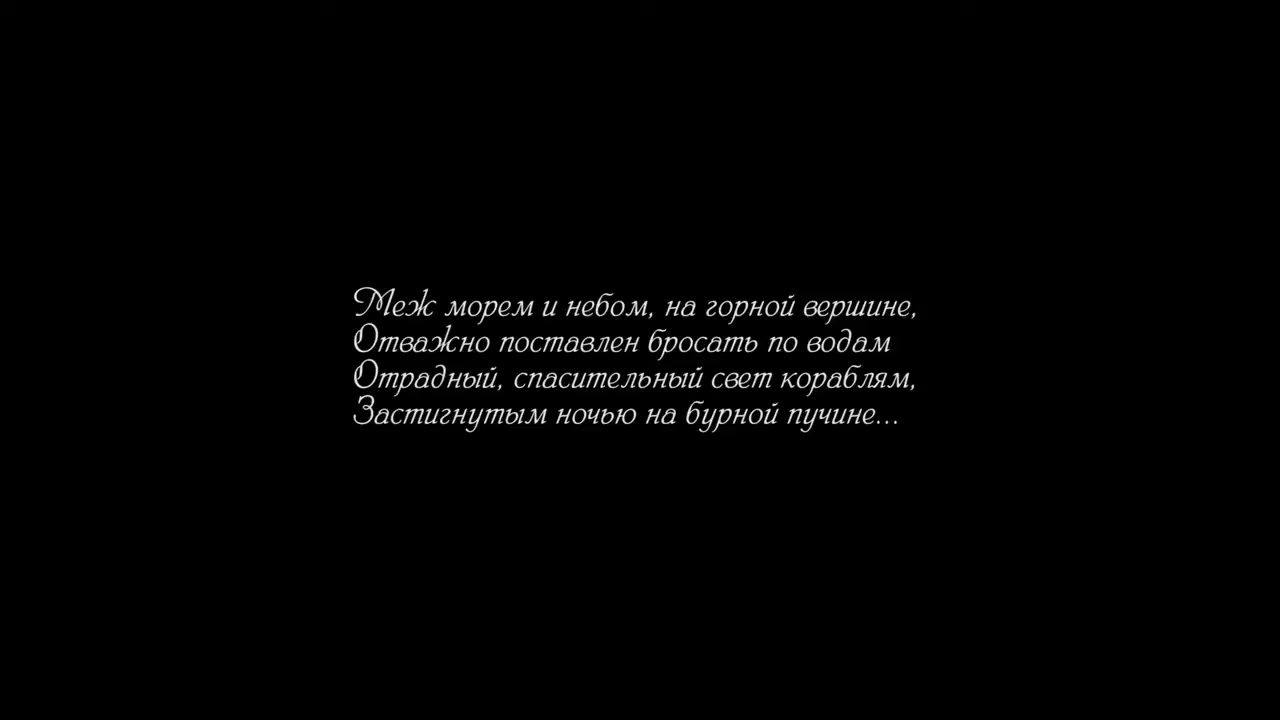 Меж морем и небом, на горной вершине,
Отважно поставлен бросать по водам
Отрадный, спасительный свет кораблям,
Застигнутым ночью на бурной пучине...